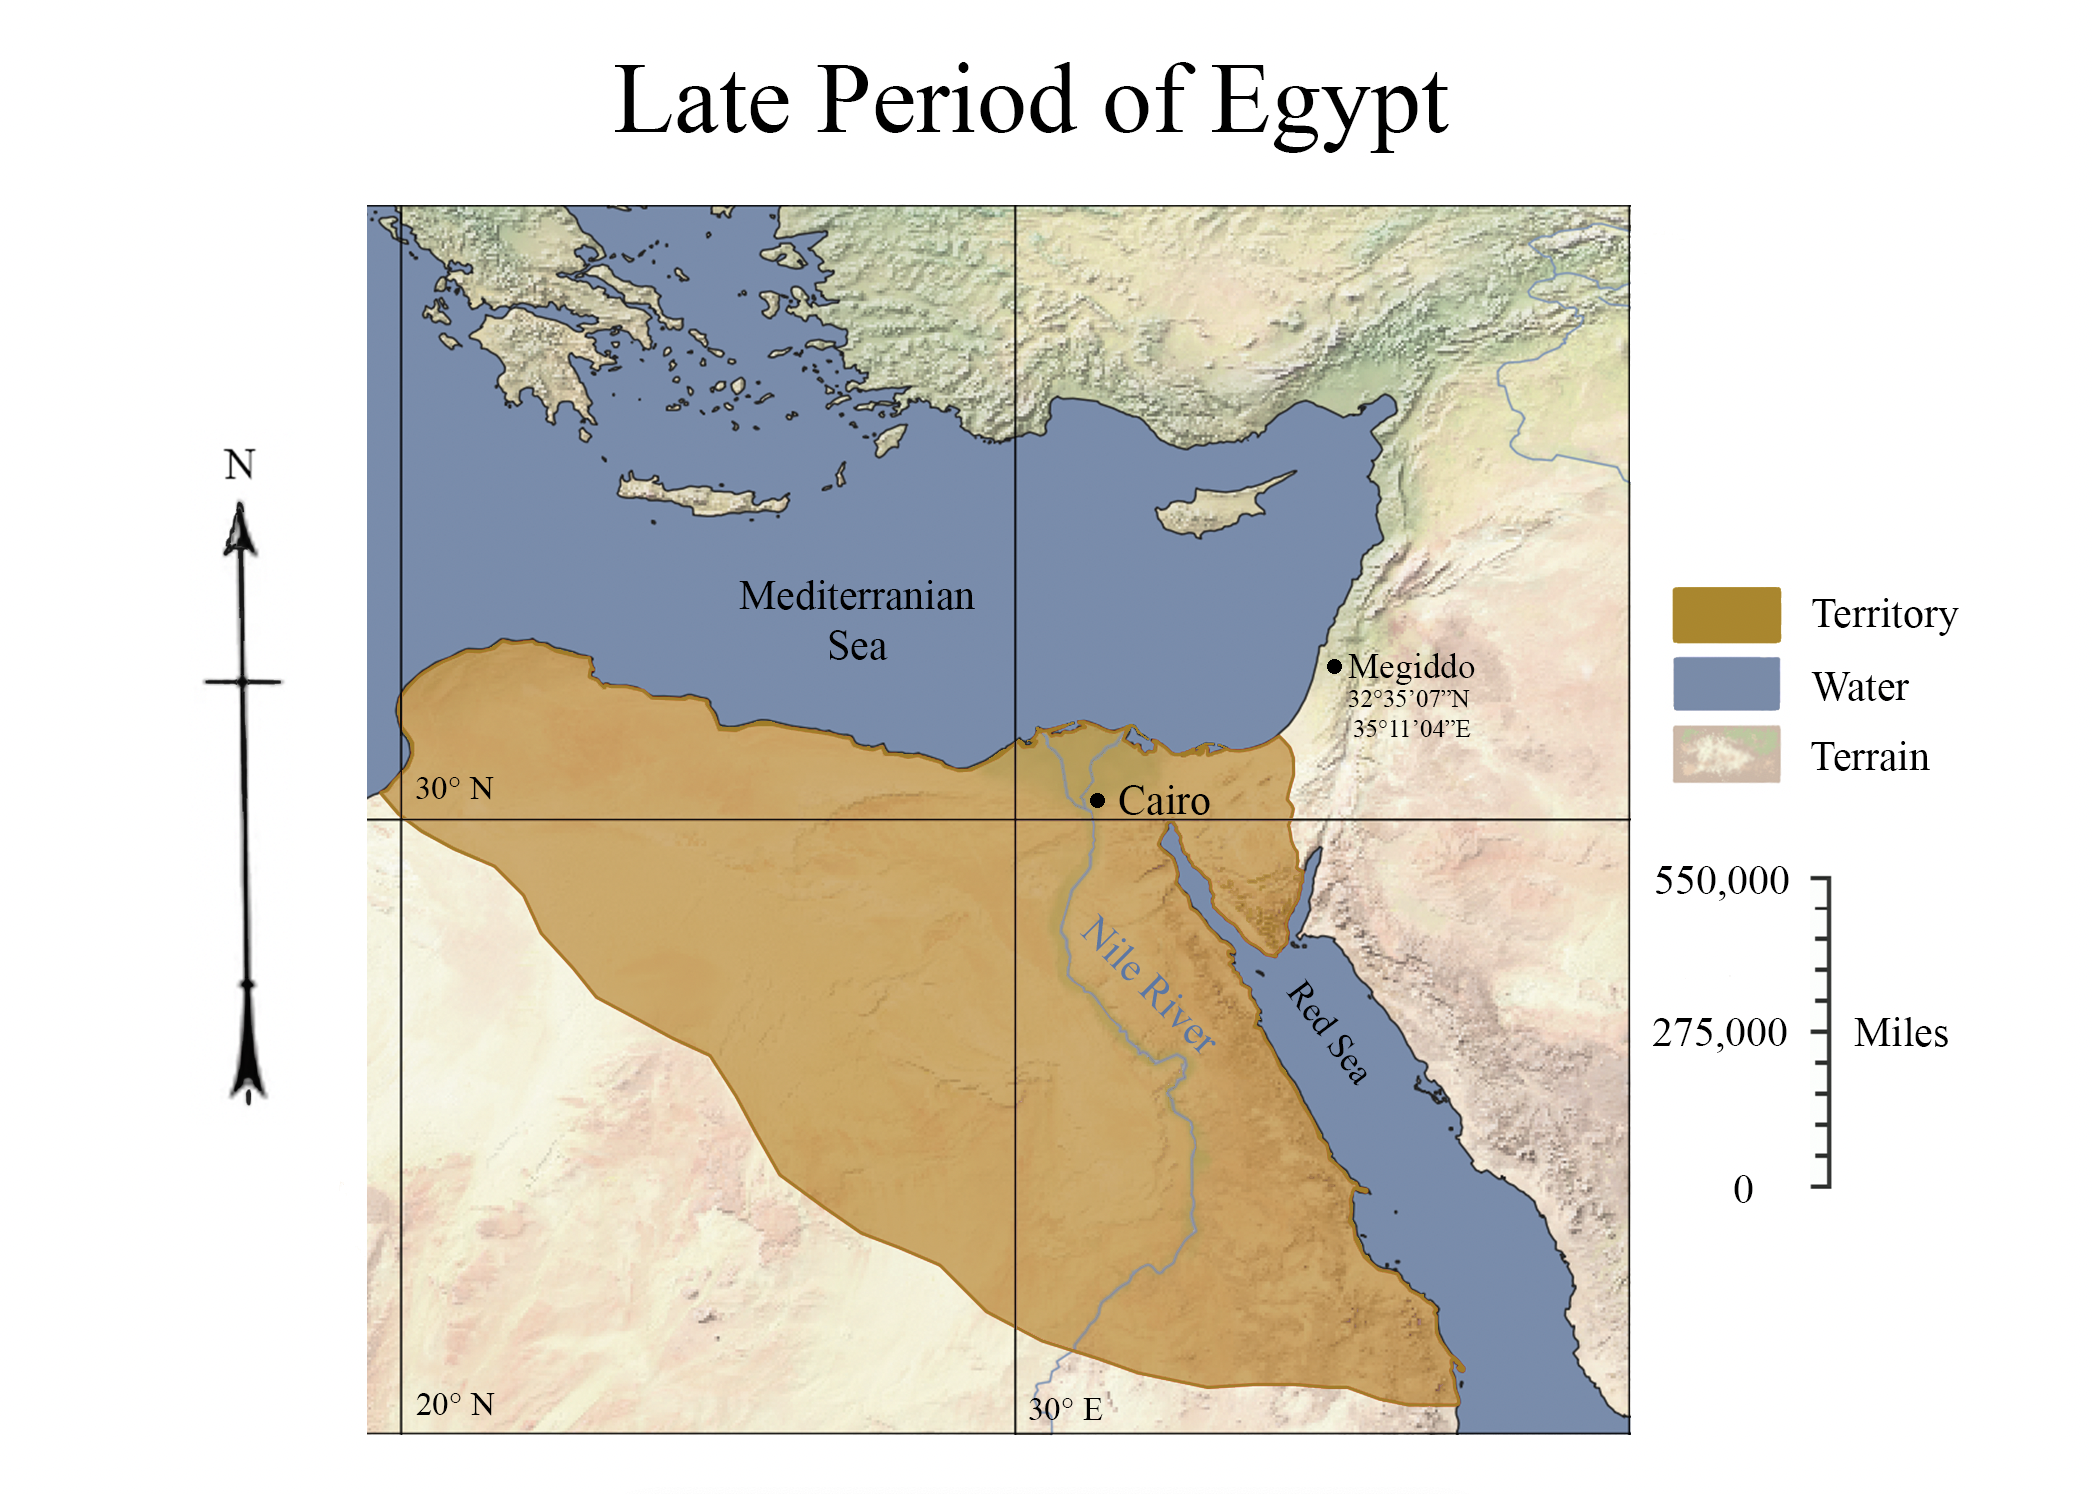 Late Period of Egypt
N
Mediterranian
Sea
Megiddo
32°35’07”N
35°11’04”E
30° N
Cairo
Nile River
Red Sea
20° N
30° E
Territory
Water
Terrain
550,000
275,000
Miles
0